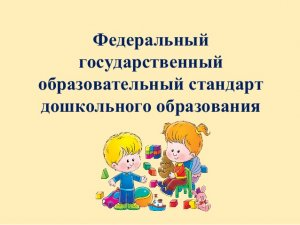 Федеральный
государственный
образовательный стандарт
дошкольного образования